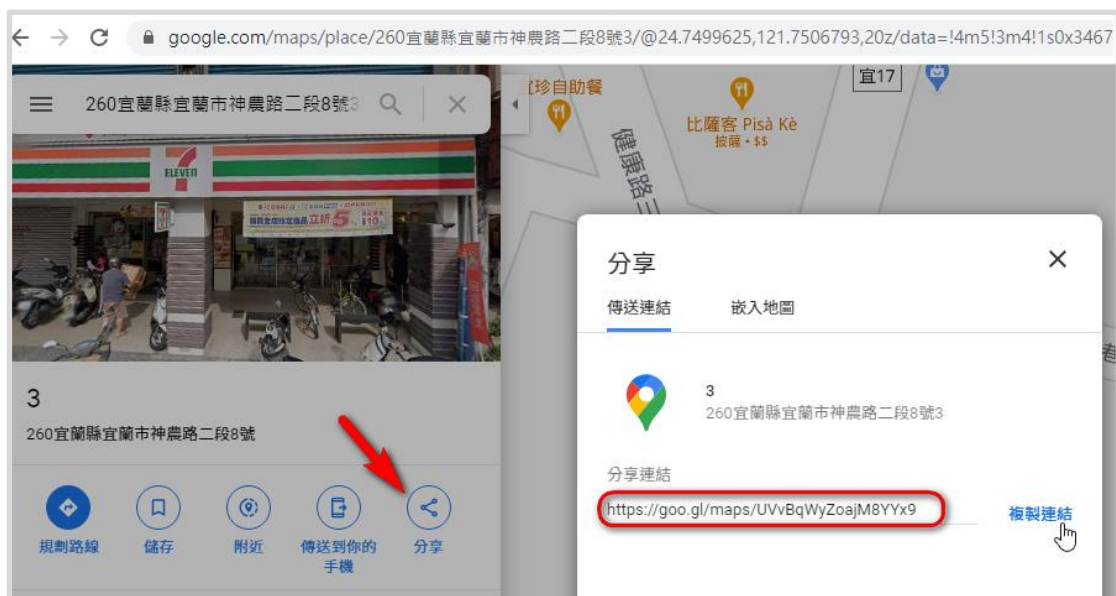 google.com/maps/place/260宜蘭縣宜蘭市神農路二段8號3/@24.7499625,121.7506793,20z/data=!4m5!3m4!1s0x3467
260宜蘭縣宜蘭市神農路二段8號3
珍自助餐
宜17
比薩客 Pisà Kè
披薩·$$
健康路三
7
ELEVEN
立折5
分享
傳送連結
嵌入地圖
3
260宜蘭縣宜蘭市神農路二段8號3
分享連結
https://goo.gl/maps/UVvBqWyZoajM8YYx9
複製連結
3
260宜蘭縣宜蘭市神農路二段8號
規劃路線
儲存
附近
傳送到你的
手機
分享